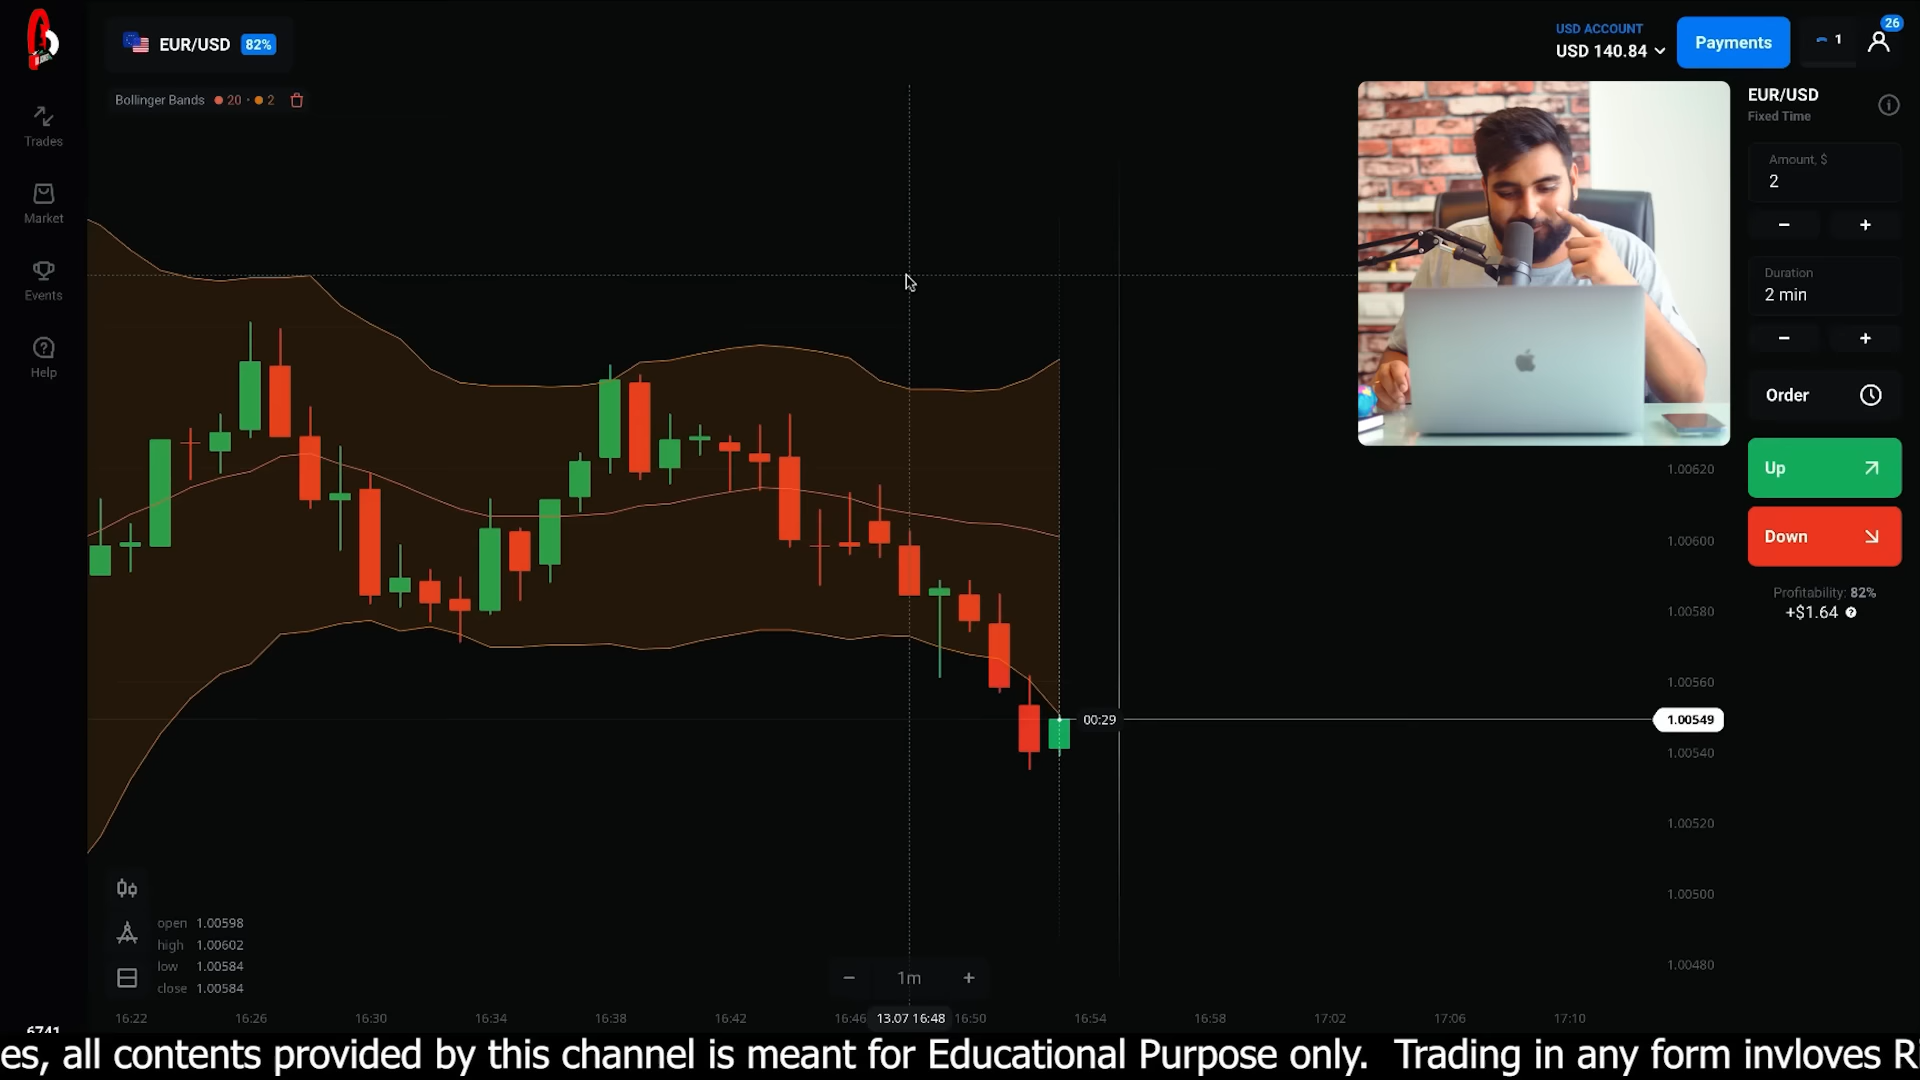 EUR/USD 82%
USD ACCOUNT
USD 140.84
Payments
1
26
Bollinger Bands 20 · 2
Trades
Market
Events
Help
EUR/USD
Fixed Time
Amount, $
2
Duration
2 min
Order
Up
Down
Profitability: 82%
+$1.64
1.00620
1.00600
1.00580
1.00560
1.00549
1.00540
1.00520
1.00500
1.00480
00:29
open 1.00598
high 1.00602
low 1.00584
close 1.00584
1m
16:22 16:26 16:30 16:34 16:38 16:42 16:46 13.07 16:48 16:50 16:54 16:58 17:02 17:06 17:10
6741
es, all contents provided by this channel is meant for Educational Purpose only. Trading in any form invloves R